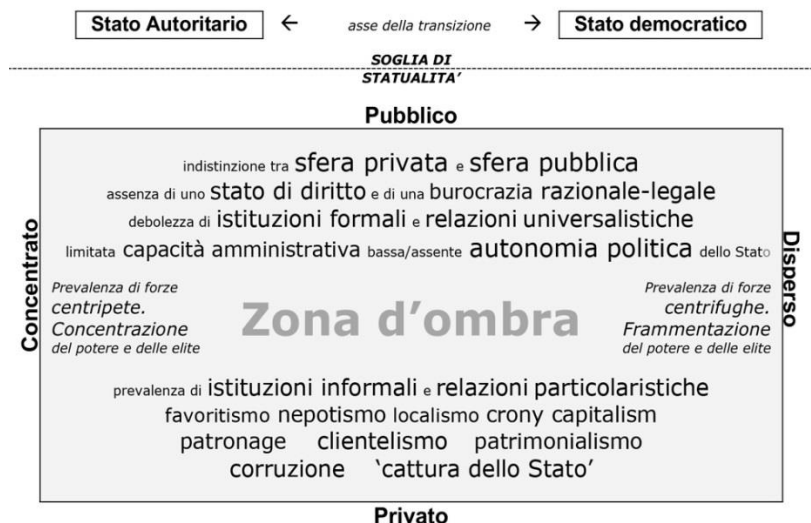 Stato Autoritario ← asse della transizione → Stato democratico
SOGLIA DI
STATUALITA’
Pubblico
indistinzione tra sfera privata e sfera pubblica
assenza di uno stato di diritto e di una burocrazia razionale-legale
debolezza di istituzioni formali e relazioni universalistiche
limitata capacità amministrativa bassa/assente autonomia politica dello Stato
Concentrato
Prevalenza di forze
centripete.
Concentrazione
del potere e delle elite
Zona d’ombra
Prevalenza di forze
centrifughe.
Frammentazione
del potere e delle elite
Disperso
prevalenza di istituzioni informali e relazioni particolaristiche
favoritismo nepotismo localismo crony capitalism
patronage clientelismo patrimonialismo
corruzione ‘cattura dello Stato’
Privato